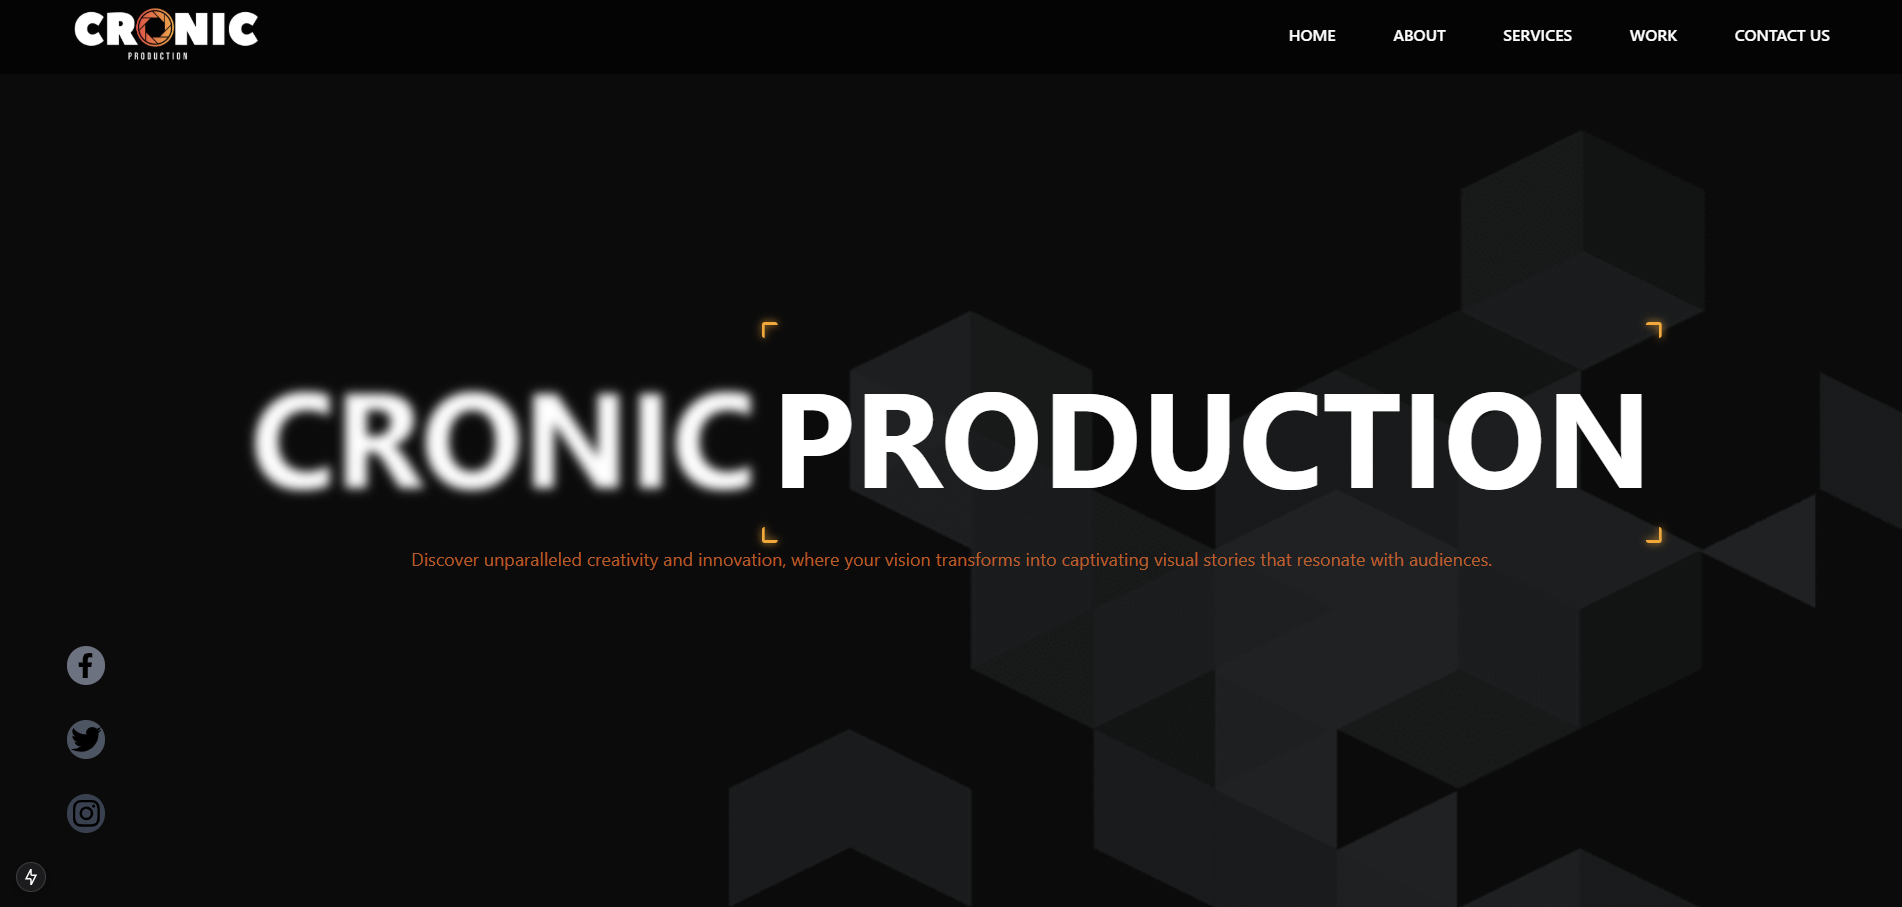 CRONIC
PRODUCTION
HOME ABOUT SERVICES WORK CONTACT US
CRONIC PRODUCTION
Discover unparalleled creativity and innovation, where your vision transforms into captivating visual stories that resonate with audiences.